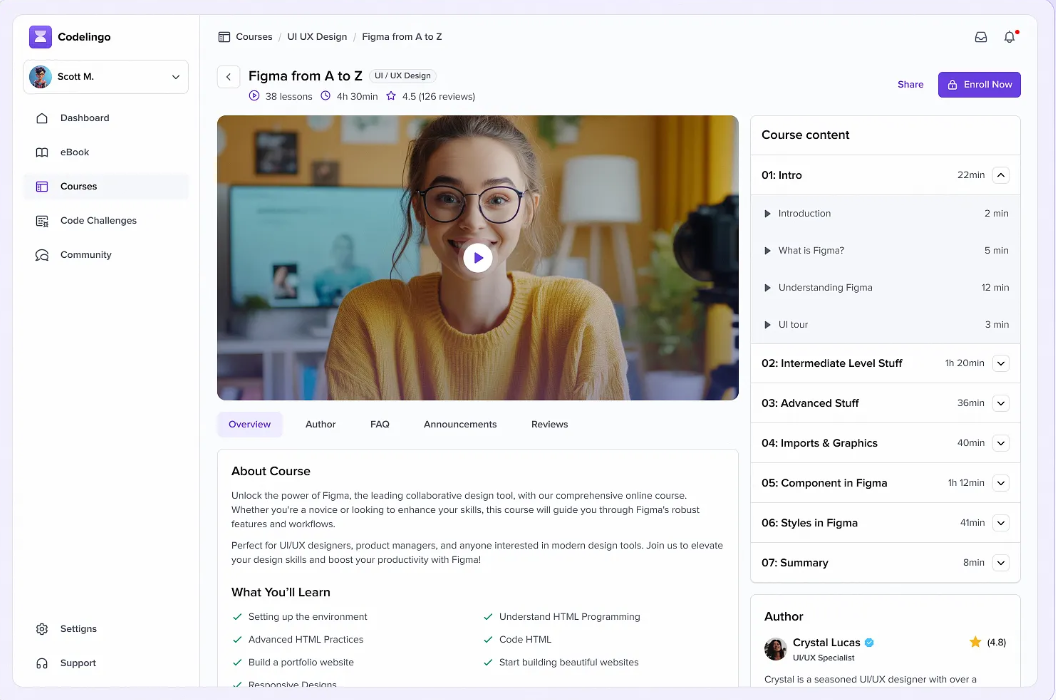 Codelingo
Scott M.
Dashboard
eBook
Courses
Code Challenges
Community
Settigns
Support
Courses / UI UX Design / Figma from A to Z
Figma from A to Z UI / UX Design
38 lessons 4h 30min 4.5 (126 reviews)
Share
Enroll Now
Overview
Author
FAQ
Announcements
Reviews
About Course
Unlock the power of Figma, the leading collaborative design tool, with our comprehensive online course.
Whether you're a novice or looking to enhance your skills, this course will guide you through Figma's robust
features and workflows.
Perfect for UI/UX designers, product managers, and anyone interested in modern design tools. Join us to elevate
your design skills and boost your productivity with Figma!
What You'll Learn
Setting up the environment
Understand HTML Programming
Advanced HTML Practices
Code HTML
Build a portfolio website
Start building beautiful websites
Responsive Designs
Course content
01: Intro 22min
Introduction 2 min
What is Figma? 5 min
Understanding Figma 12 min
UI tour 3 min
02: Intermediate Level Stuff 1h 20min
03: Advanced Stuff 36min
04: Imports & Graphics 40min
05: Component in Figma 1h 12min
06: Styles in Figma 41min
07: Summary 8min
Author
Crystal Lucas (4.8)
UI/UX Specialist
Crystal is a seasoned UI/UX designer with over a